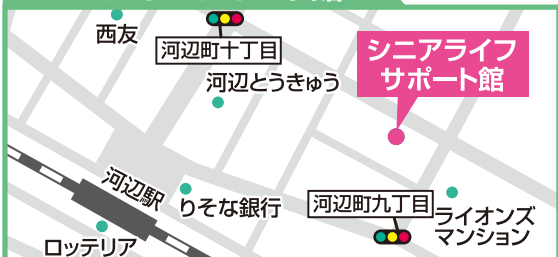 西友
河辺町十丁目
シニアライフ
サポート館
河辺とうきゅう
河辺駅
りそな銀行
河辺町九丁目
ライオンズ
マンション
ロッテリア